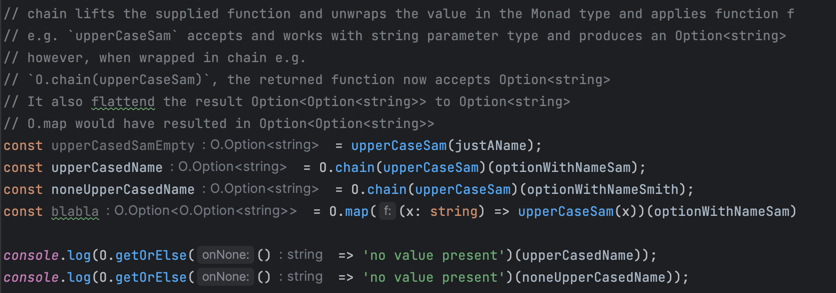 // chain lifts the supplied function and unwraps the value in the Monad type and applies function f
// e.g. `upperCaseSam` accepts and works with string parameter type and produces an Option<string>
// however, when wrapped in chain e.g.
// `O.chain(upperCaseSam)`, the returned function now accepts Option<string>
// It also flattend the result Option<Option<string>> to Option<string>
// O.map would have resulted in Option<Option<string>>
const upperCasedSamEmpty : O.Option<string> = upperCaseSam(justAName);
const upperCasedName : O.Option<string> = O.chain(upperCaseSam)(optionWithNameSam);
const noneUpperCasedName : O.Option<string> = O.chain(upperCaseSam)(optionWithNameSmith);
const blabla : O.Option<O.Option<string>> = O.map( f: (x: string) => upperCaseSam(x))(optionWithNameSam)
console.log(O.getOrElse( onNone: () : string => 'no value present')(upperCasedName));
console.log(O.getOrElse( onNone: () : string => 'no value present')(noneUpperCasedName));